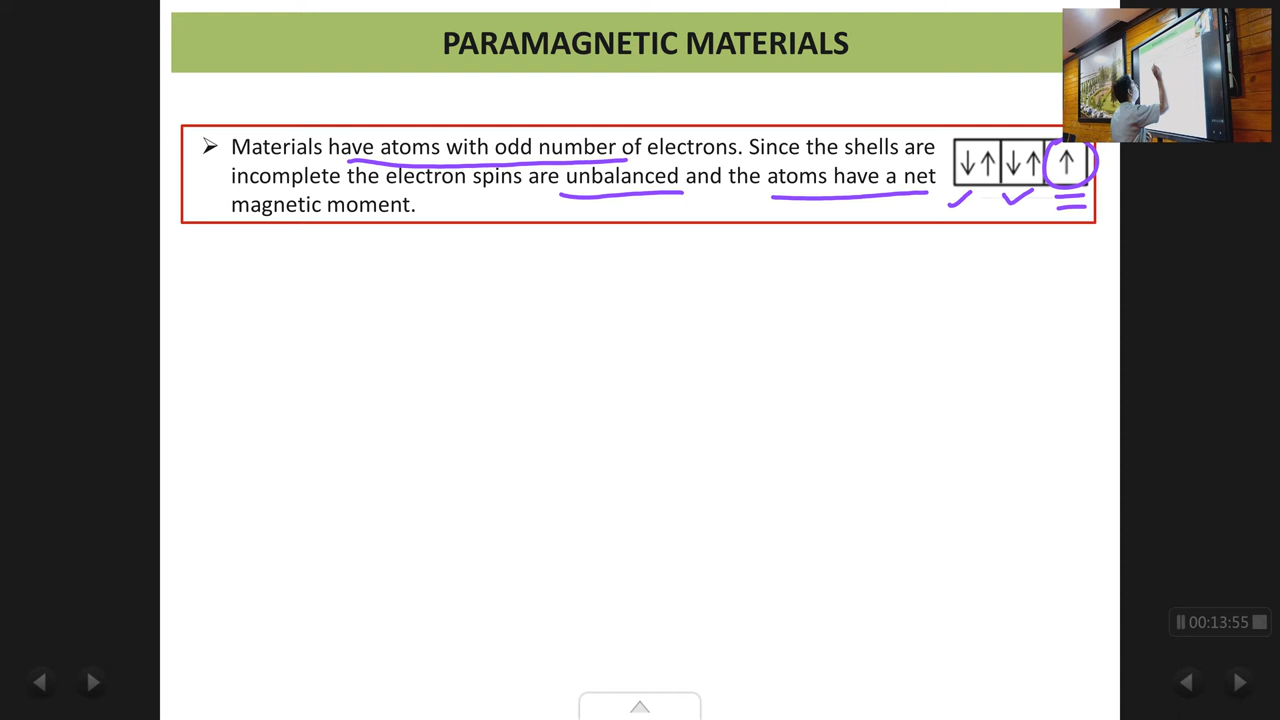 PARAMAGNETIC MATERIALS
➢ Materials have atoms with odd number of electrons. Since the shells are
incomplete the electron spins are unbalanced and the atoms have a net
magnetic moment.
00:13:55